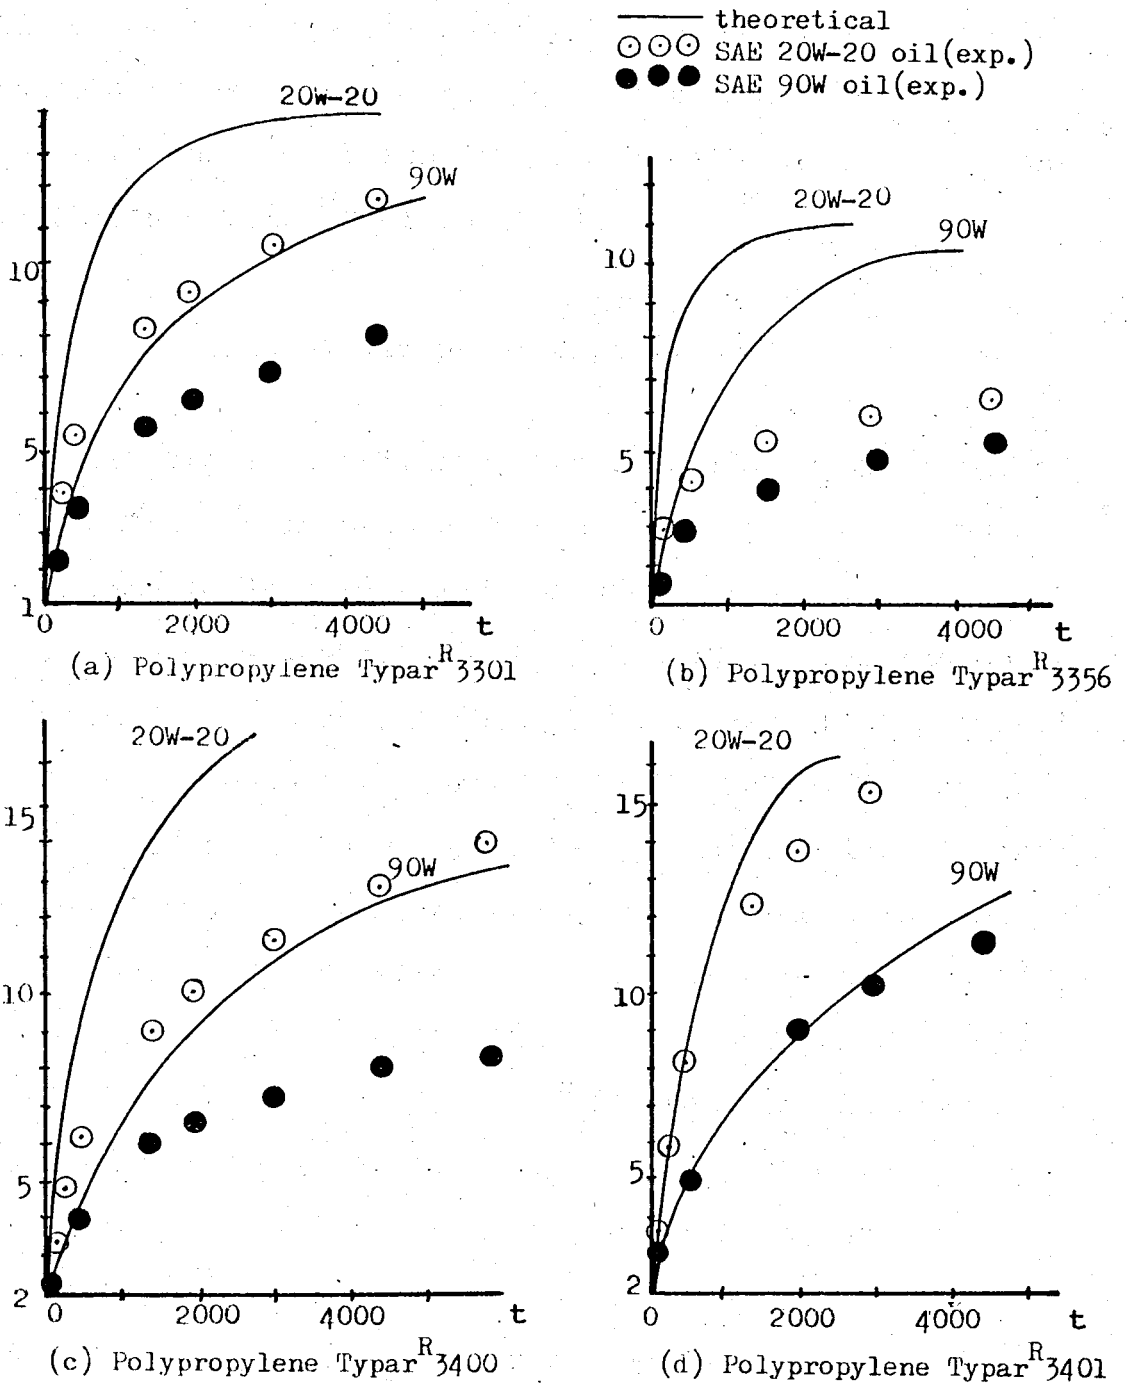 theoretical
SAE 20W-20 oil(exp.)
SAE 90W oil(exp.)
20W-20
90W
10
5
1
0 2000 4000 t
(a) Polypropylene Typar^R 3301
20W-20
90W
10
5
0 2000 4000 t
(b) Polypropylene Typar^R 3356
20W-20
90W
15
10
5
2
0 2000 4000 t
(c) Polypropylene Typar^R 3400
20W-20
90W
15
10
5
2
0 2000 4000 t
(d) Polypropylene Typar^R 3401